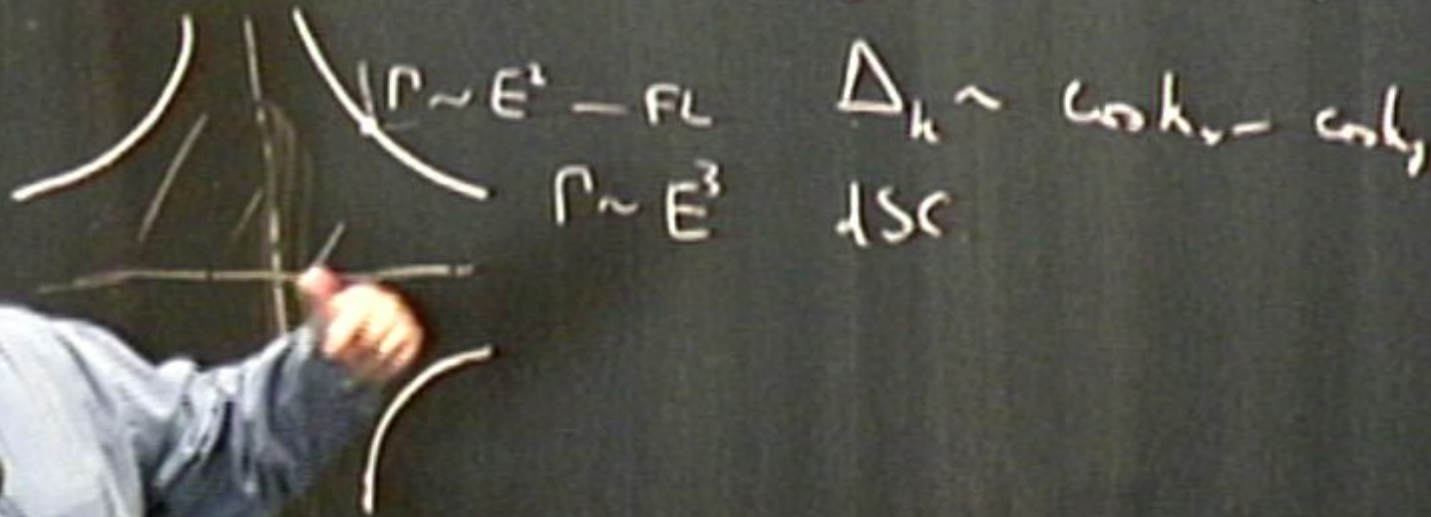 Γ ~ E² — FL Δₖ ~ cos kₓ − cos kᵧ
Γ ~ E³ dSC